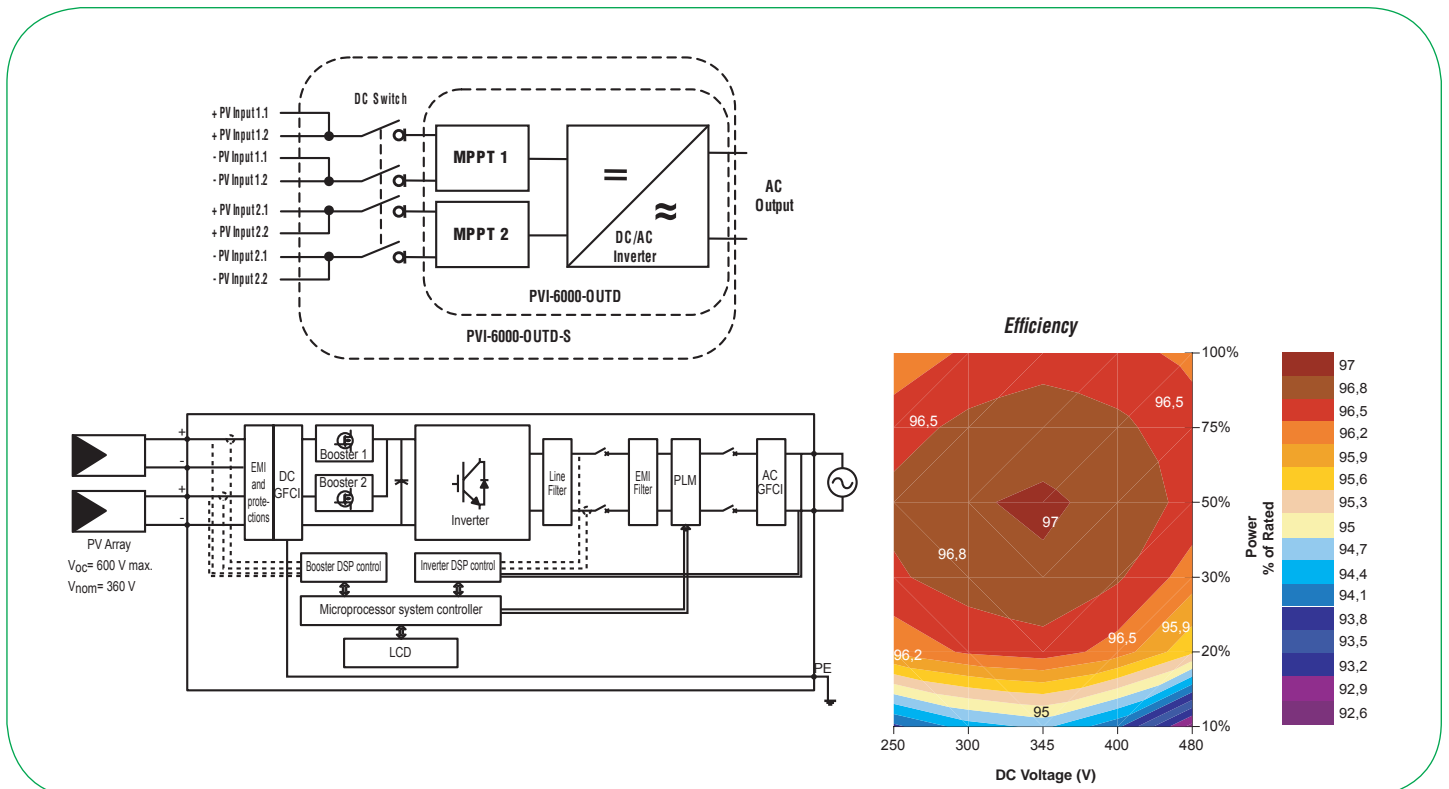 DC Switch
+ PV Input 1.1
+ PV Input 1.2
- PV Input 1.1
- PV Input 1.2
+ PV Input 2.1
+ PV Input 2.2
- PV Input 2.1
- PV Input 2.2
MPPT 1
MPPT 2
=
≈
DC/AC
Inverter
AC
Output
PVI-6000-OUTD
PVI-6000-OUTD-S
+
-
+
-
PV Array
Voc= 600 V max.
Vnom= 360 V
EMI
and
prote-
ctions
DC
GFCI
Booster 1
Booster 2
Inverter
Line
Filter
EMI
Filter
PLM
AC
GFCI
Booster DSP control
Inverter DSP control
Microprocessor system controller
LCD
PE
Efficiency
96,5
96,5
97
96,8
96,5
95,9
96,2
95
100%
75%
50%
30%
20%
10%
Power
% of Rated
250
300
345
400
480
DC Voltage (V)
97
96,8
96,5
96,2
95,9
95,6
95,3
95
94,7
94,4
94,1
93,8
93,5
93,2
92,9
92,6